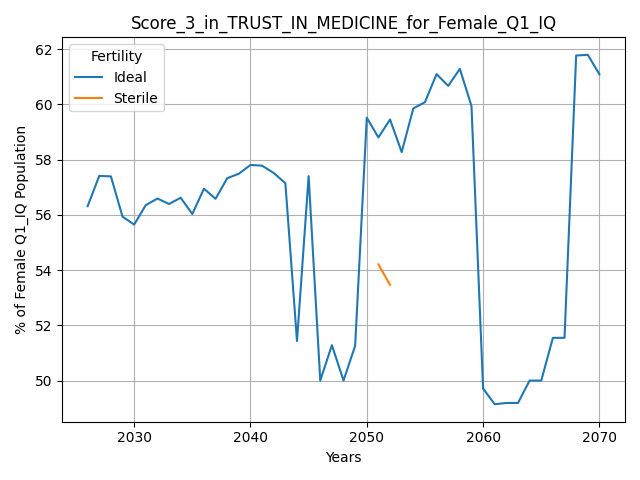 Score_3_in_TRUST_IN_MEDICINE_for_Female_Q1_IQ
Fertility
Ideal
Sterile
% of Female Q1_IQ Population
62
60
58
56
54
52
50
2030
2040
2050
2060
2070
Years